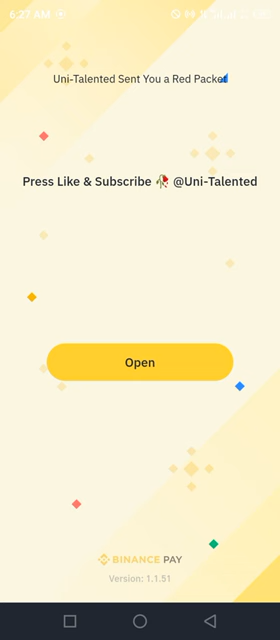 6:27 AM
Uni-Talented Sent You a Red Packet
Press Like & Subscribe 🥀 @Uni-Talented
Open
BINANCE PAY
Version: 1.1.51